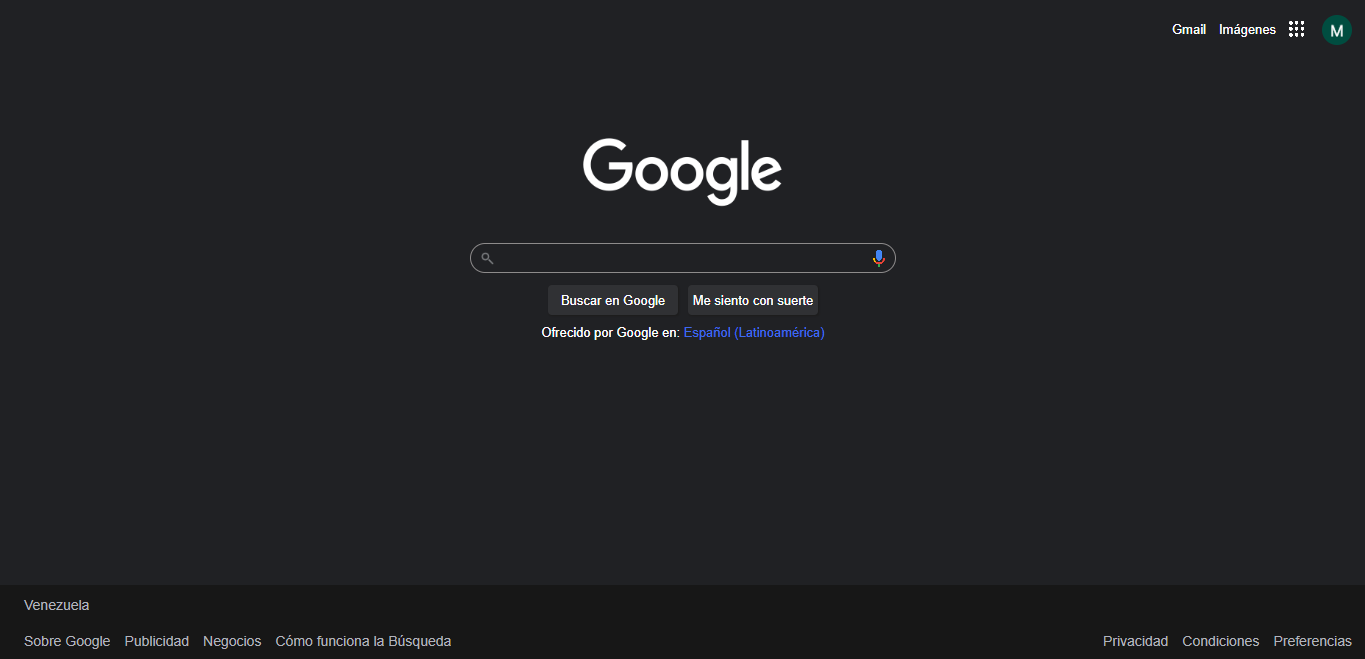 Gmail Imágenes M
Google
Buscar en Google Me siento con suerte
Ofrecido por Google en: Español (Latinoamérica)
Venezuela
Sobre Google Publicidad Negocios Cómo funciona la Búsqueda Privacidad Condiciones Preferencias